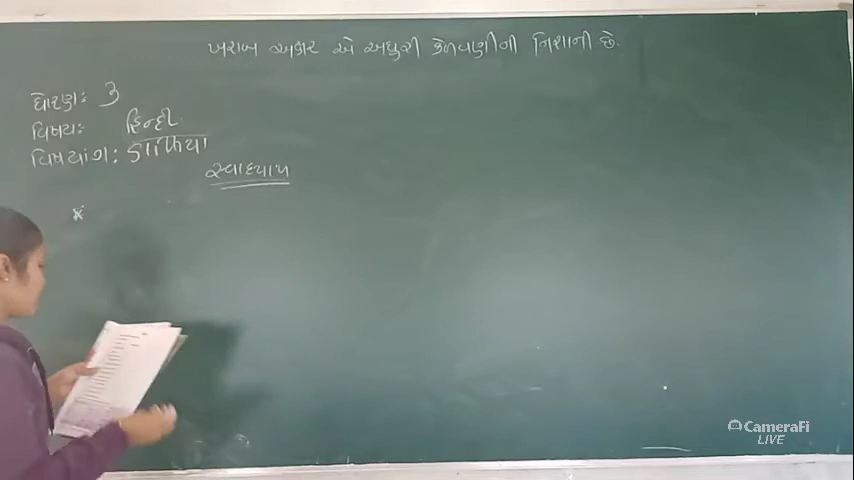 ખરાબ અક્ષર એ અધુરી કેળવણીની નિશાની છે.
ધોરણ: 3
વિષય: હિન્દી
વિષયાંગ: डाकिया
સ્વાધ્યાય
*
CameraFi
LIVE